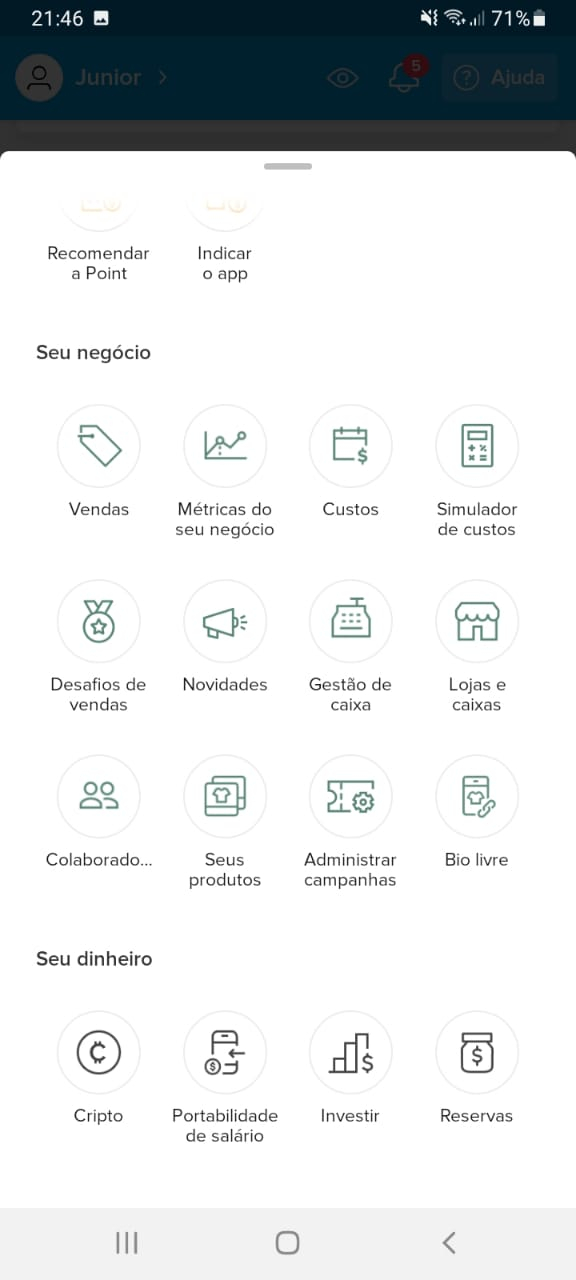 21:46 71%
Junior 5 Ajuda
Recomendar a Point
Indicar o app
Seu negócio
Vendas
Métricas do seu negócio
Custos
Simulador de custos
Desafios de vendas
Novidades
Gestão de caixa
Lojas e caixas
Colaborado...
Seus produtos
Administrar campanhas
Bio livre
Seu dinheiro
Cripto
Portabilidade de salário
Investir
Reservas